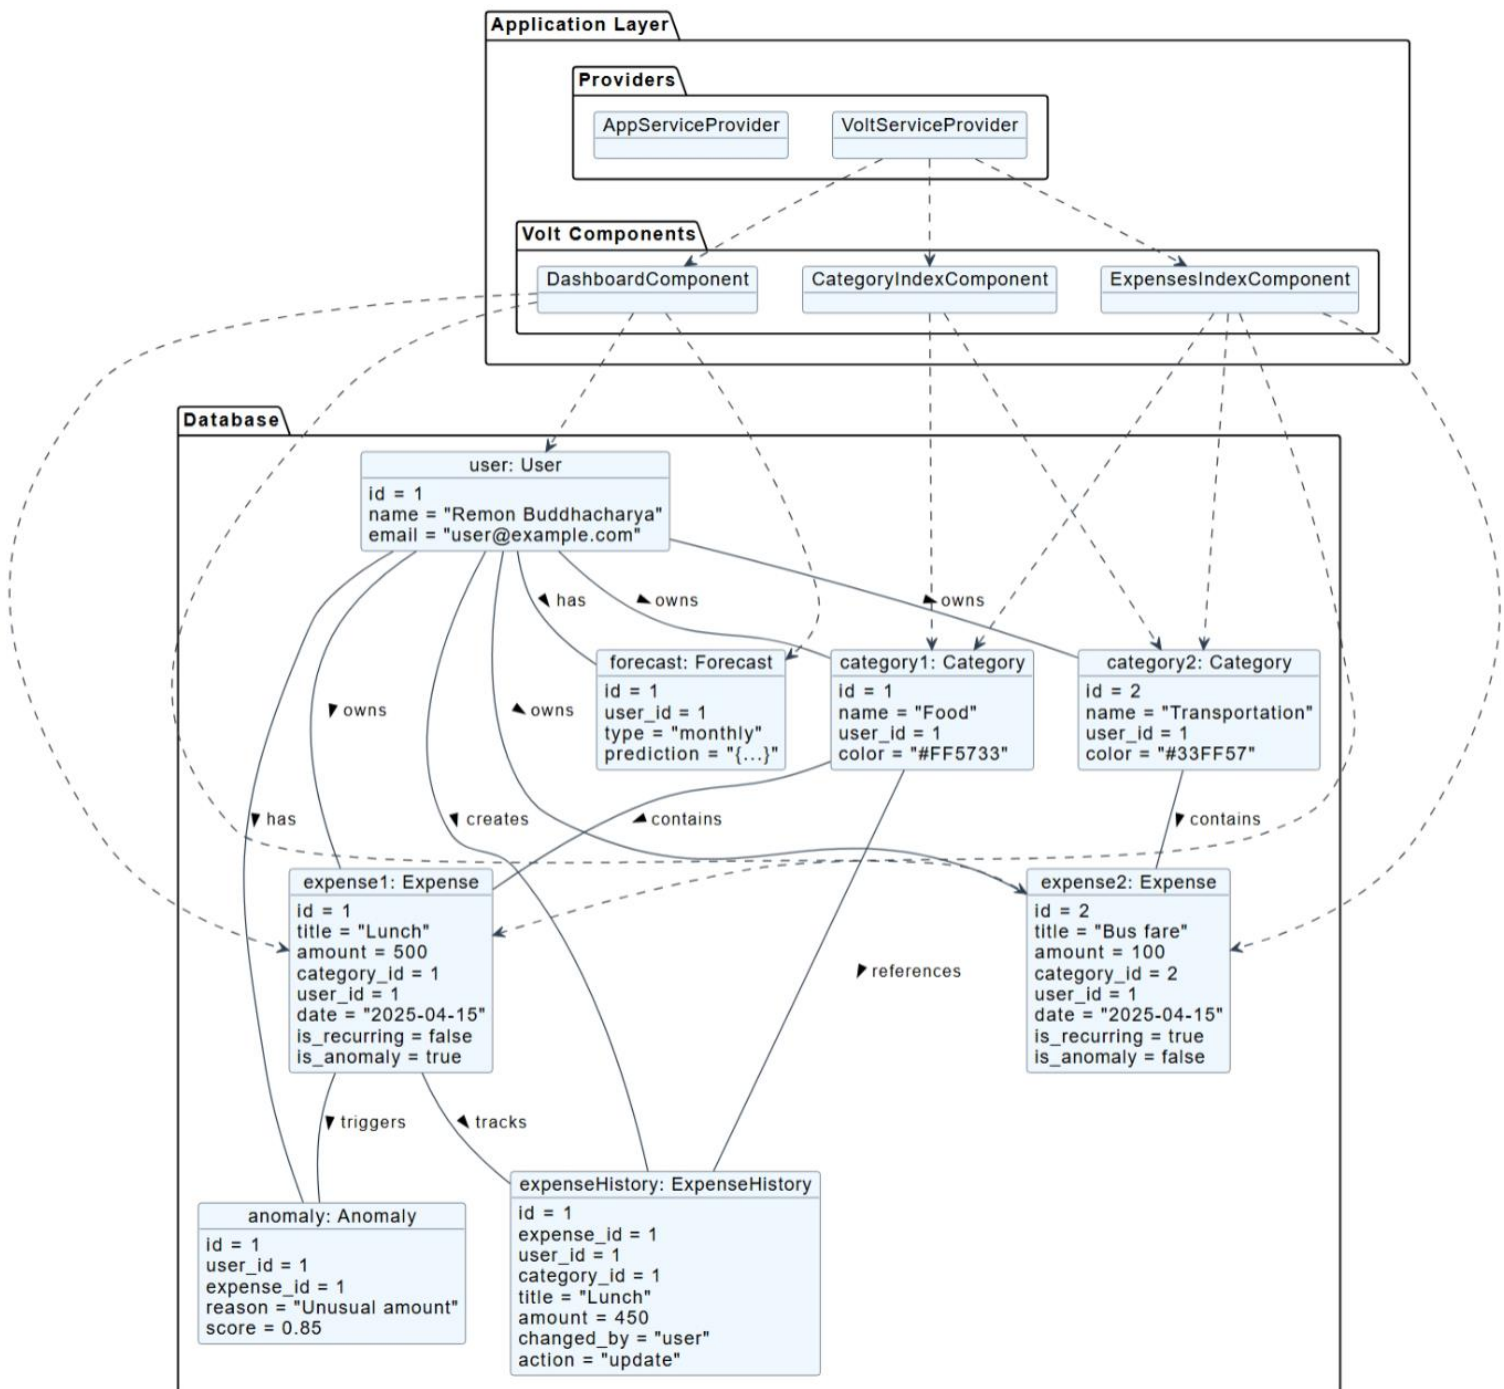 Application Layer
Providers
AppServiceProvider
VoltServiceProvider
Volt Components
DashboardComponent
CategoryIndexComponent
ExpensesIndexComponent
Database
user: User
id = 1
name = "Remon Buddhacharya"
email = "user@example.com"
has
owns
owns
forecast: Forecast
id = 1
user_id = 1
type = "monthly"
prediction = "{...}"
category1: Category
id = 1
name = "Food"
user_id = 1
color = "#FF5733"
category2: Category
id = 2
name = "Transportation"
user_id = 1
color = "#33FF57"
owns
owns
has
creates
contains
contains
expense1: Expense
id = 1
title = "Lunch"
amount = 500
category_id = 1
user_id = 1
date = "2025-04-15"
is_recurring = false
is_anomaly = true
expense2: Expense
id = 2
title = "Bus fare"
amount = 100
category_id = 2
user_id = 1
date = "2025-04-15"
is_recurring = true
is_anomaly = false
references
triggers
tracks
anomaly: Anomaly
id = 1
user_id = 1
expense_id = 1
reason = "Unusual amount"
score = 0.85
expenseHistory: ExpenseHistory
id = 1
expense_id = 1
user_id = 1
category_id = 1
title = "Lunch"
amount = 450
changed_by = "user"
action = "update"